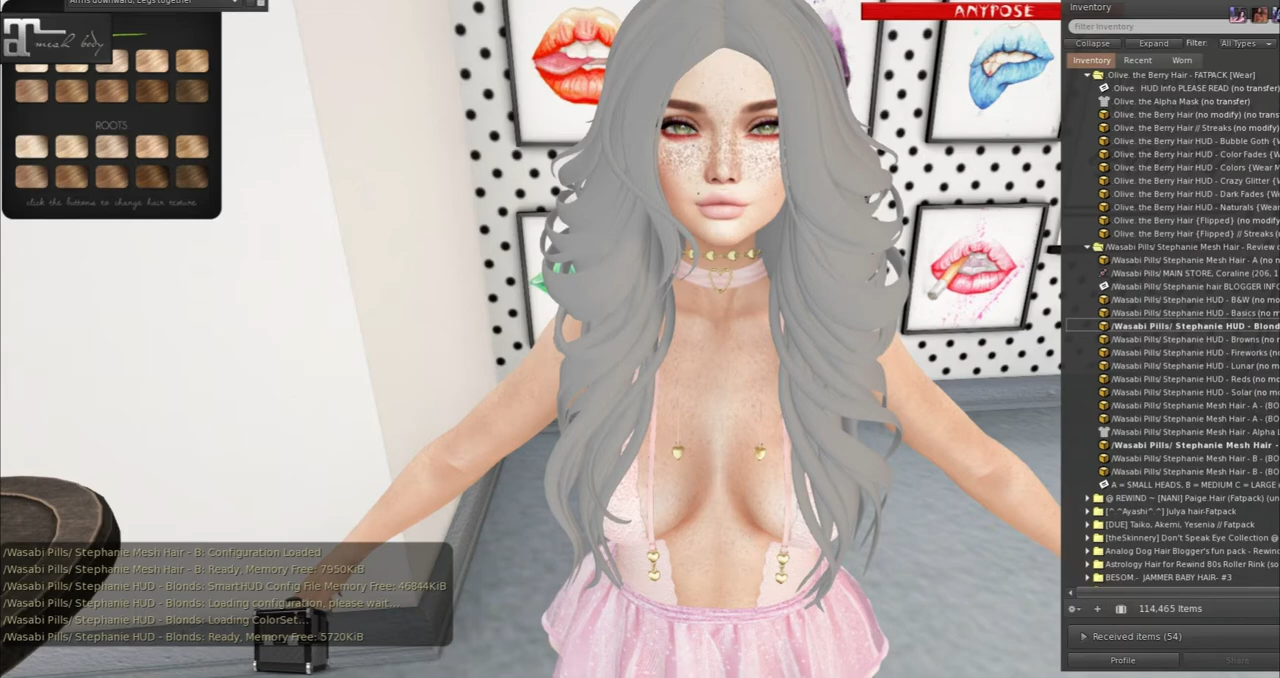 Arms downward, Legs together
mesh body
ROOTS
click the buttons to change hair texture
ANYPOSE
Inventory
Filter Inventory
Collapse Expand Filter: All Types
Inventory Recent Worn
.Olive. the Berry Hair - FATPACK [Wear]
.Olive. HUD Info PLEASE READ (no transfer)
.Olive. the Alpha Mask (no transfer)
.Olive. the Berry Hair (no modify) (no trans
.Olive. the Berry Hair // Streaks (no modify)
.Olive. the Berry Hair HUD - Bubble Goth {W
.Olive. the Berry Hair HUD - Color Fades {W
.Olive. the Berry Hair HUD - Colors {Wear M
.Olive. the Berry Hair HUD - Crazy Glitter {W
.Olive. the Berry Hair HUD - Dark Fades {W
.Olive. the Berry Hair HUD - Naturals {Wear
.Olive. the Berry Hair {Flipped} (no modify
.Olive. the Berry Hair {Flipped} // Streaks (
/Wasabi Pills/ Stephanie Mesh Hair - Review c
/Wasabi Pills/ Stephanie Mesh Hair - A (no n
/Wasabi Pills/ MAIN STORE, Coraline (206, 1
/Wasabi Pills/ Stephanie hair BLOGGER INFO
/Wasabi Pills/ Stephanie HUD - B&W (no mo
/Wasabi Pills/ Stephanie HUD - Basics (no m
/Wasabi Pills/ Stephanie HUD - Blond
/Wasabi Pills/ Stephanie HUD - Browns (no m
/Wasabi Pills/ Stephanie HUD - Fireworks (n
/Wasabi Pills/ Stephanie HUD - Lunar (no m
/Wasabi Pills/ Stephanie HUD - Reds (no mo
/Wasabi Pills/ Stephanie HUD - Solar (no m
/Wasabi Pills/ Stephanie Mesh Hair - A - (BO
/Wasabi Pills/ Stephanie Mesh Hair - A - (BO
/Wasabi Pills/ Stephanie Mesh Hair - Alpha L
/Wasabi Pills/ Stephanie Mesh Hair -
/Wasabi Pills/ Stephanie Mesh Hair - B - (BO
/Wasabi Pills/ Stephanie Mesh Hair - B - (BO
A = SMALL HEADS, B = MEDIUM C = LARGE
@ REWIND ~ [NANI] Paige Hair (Fatpack) (un
[^.^Ayashi^.^] Julya hair-Fatpack
[DUE] Taiko, Akemi, Yesenia // Fatpack
[theSkinnery] Don't Speak Eye Collection @
Analog Dog Hair Blogger's fun pack - Rewind
Astrology Hair for Rewind 80s Roller Rink (so
BESOM.- JAMMER BABY HAIR- #3
114,465 Items
Received items (54)
Profile Share
/Wasabi Pills/ Stephanie Mesh Hair - B: Configuration Loaded
/Wasabi Pills/ Stephanie Mesh Hair - B: Ready, Memory Free: 7950KiB
/Wasabi Pills/ Stephanie HUD - Blonds: SmartHUD Config File Memory Free: 46844KiB
/Wasabi Pills/ Stephanie HUD - Blonds: Loading configuration, please wait...
/Wasabi Pills/ Stephanie HUD - Blonds: Loading ColorSet...
/Wasabi Pills/ Stephanie HUD - Blonds: Ready, Memory Free: 5720KiB